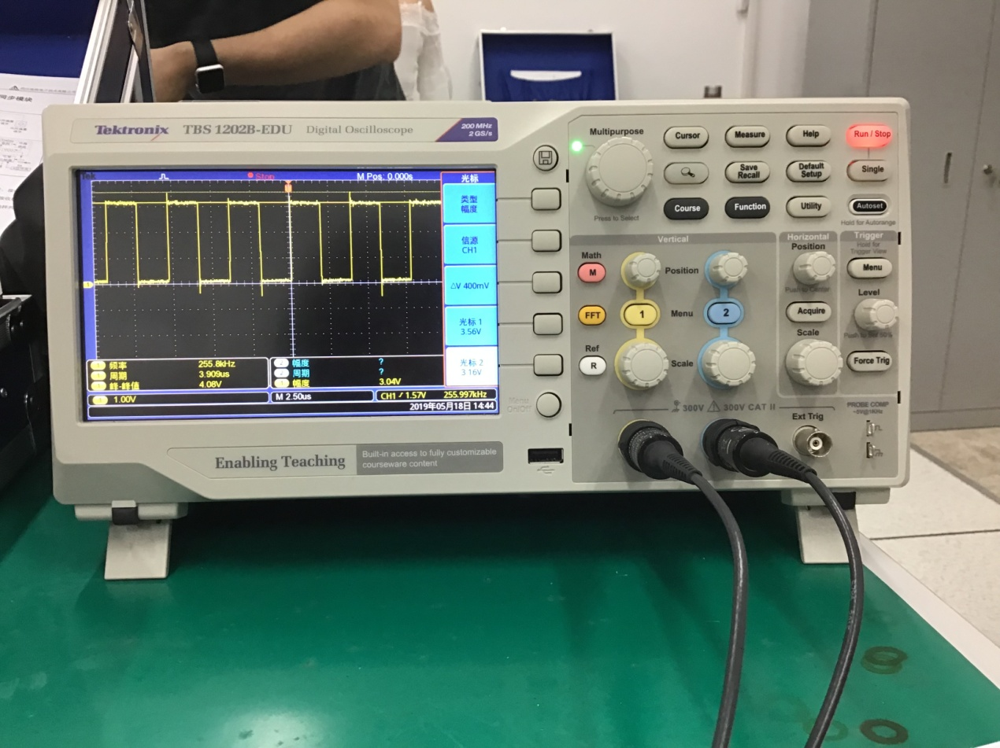 同步模块
Tektronix TBS 1202B-EDU Digital Oscilloscope
200 MHz
2 GS/s
Tek
Stop
M Pos: 0.000s
光标
类型
幅度
信源
CH1
△V 400mV
光标 1
3.56V
光标 2
3.16V
1 频率 255.8kHz
1 周期 3.909us
1 峰-峰值 4.08V
2 幅度 ?
2 周期 ?
1 幅度 3.04V
1 1.00V
M 2.50us
CH1 / 1.57V 255.997kHz
2019年05月18日 14:44
Enabling Teaching
Built-in access to fully customizable
courseware content
Menu
On/Off
Multipurpose
Press to Select
Cursor
Measure
Help
Run / Stop
Save
Recall
Default
Setup
Single
Course
Function
Utility
Autoset
Hold for Autorange
Vertical
Horizontal
Trigger
Hold for
Trigger View
Math
M
Position
Position
Push to Center
Menu
Level
Push to Set 50%
FFT
1
Menu
2
Acquire
Ref
R
Scale
Scale
Force Trig
300V
300V CAT II
Ext Trig
PROBE COMP
~5V@1KHz